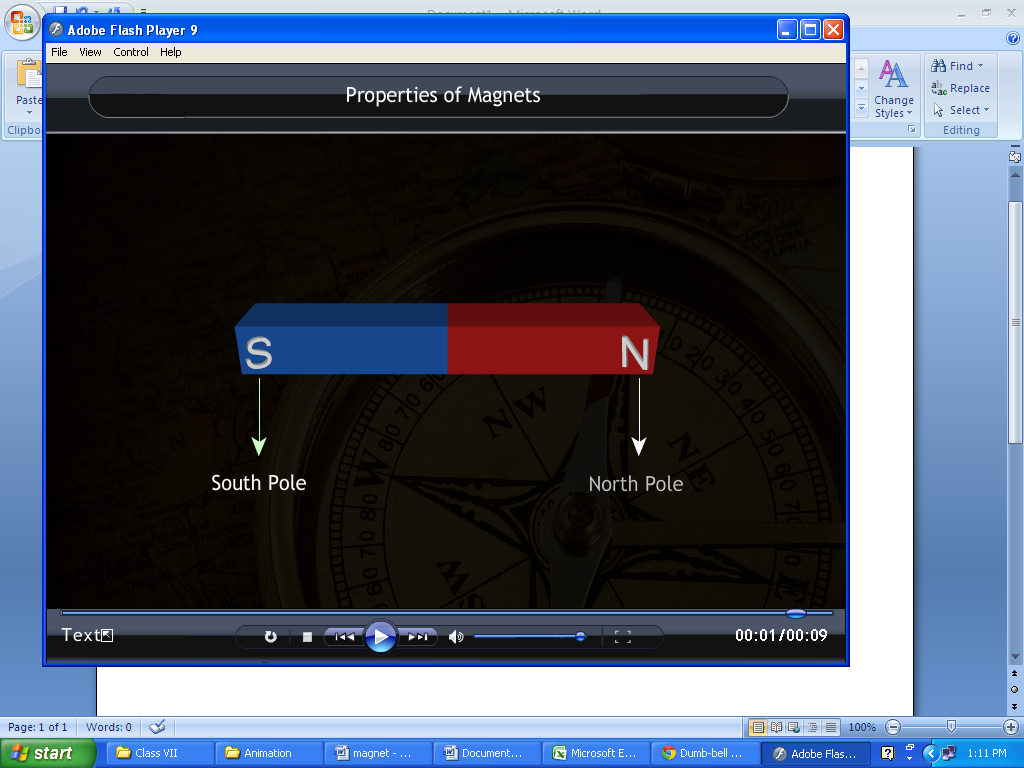 Document1 - Microsoft Word
Adobe Flash Player 9
File View Control Help
Paste
Clipbo
Change
Styles
Find
Replace
Select
Editing
Properties of Magnets
S N
South Pole North Pole
NW
NE
W
E
Text
00:01/00:09
Page: 1 of 1 Words: 0 100%
start Class VII Animation magnet - ... Document... Microsoft E... Dumb-bell ... Adobe Flas... 1:11 PM